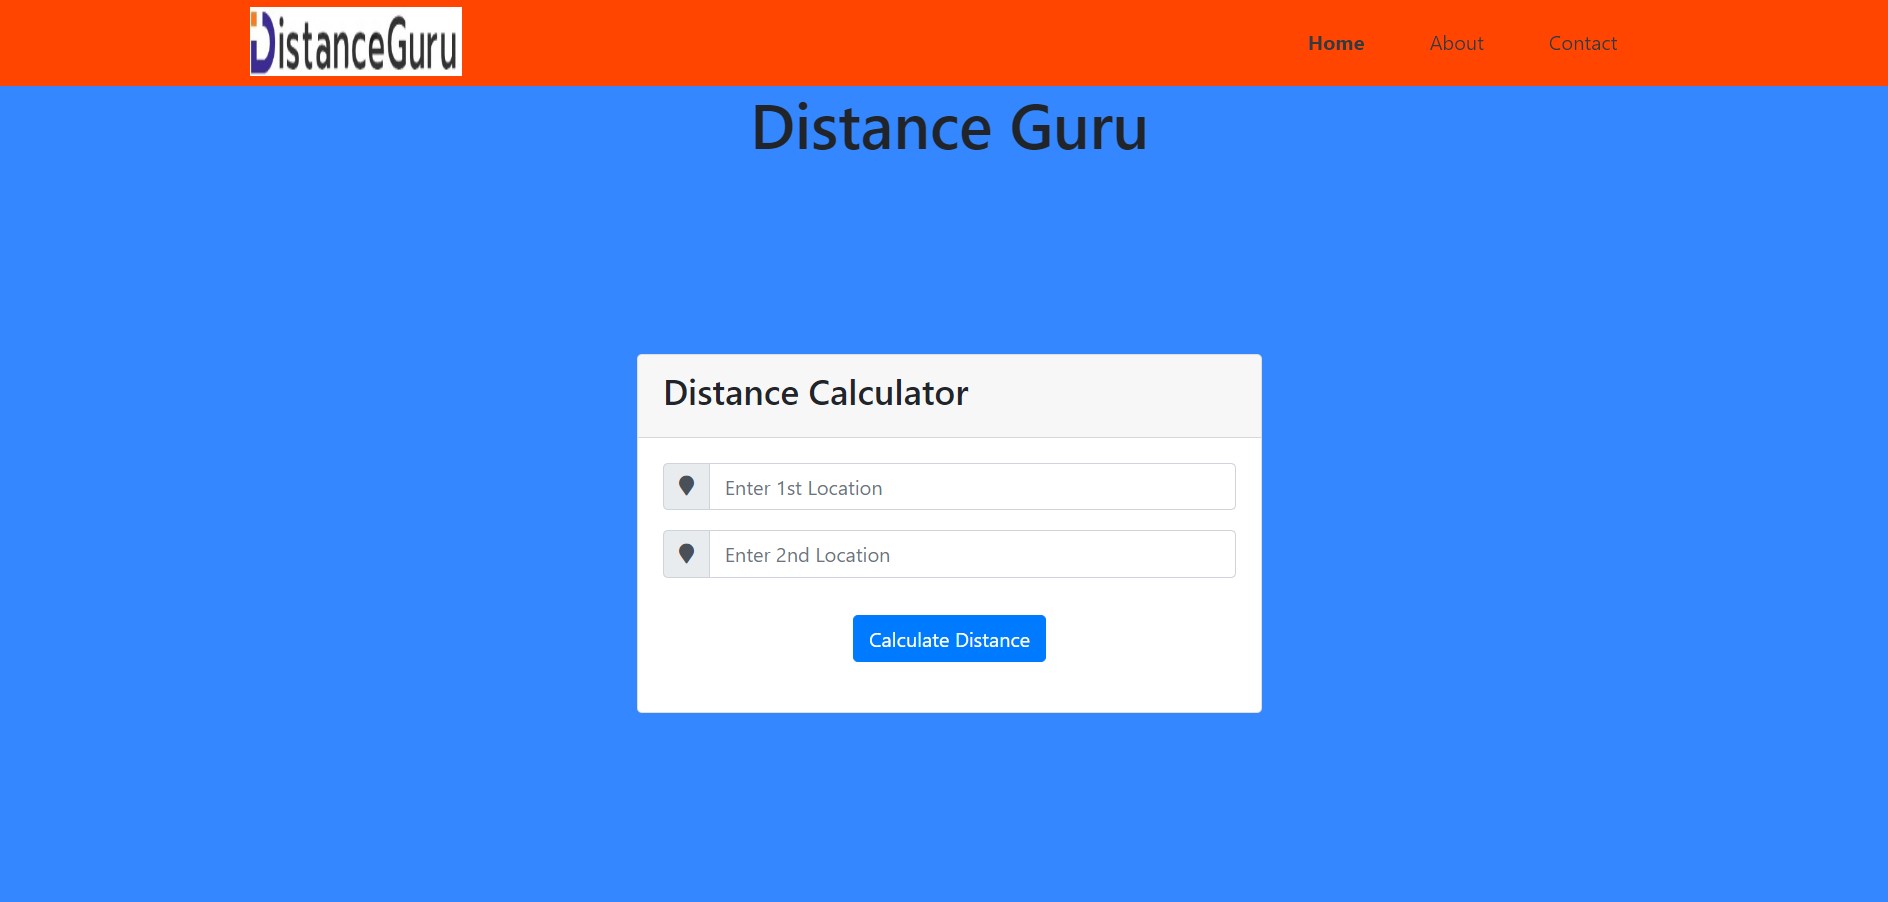 DistanceGuru
Home About Contact
Distance Guru
Distance Calculator
Enter 1st Location
Enter 2nd Location
Calculate Distance